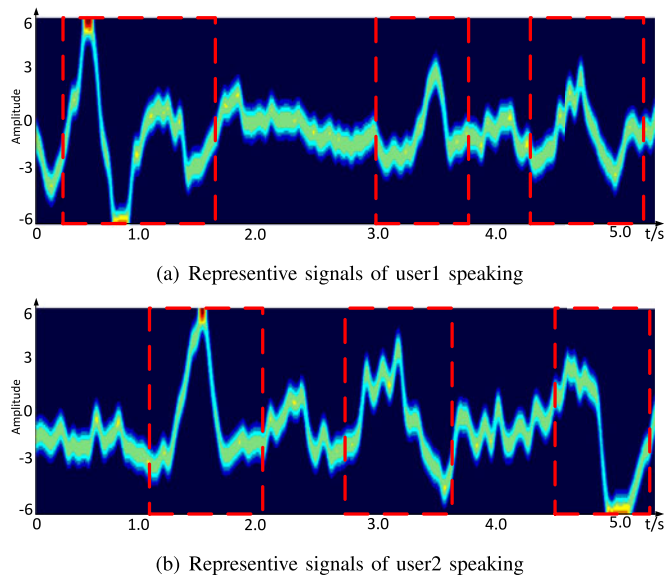 6
3
0
-3
-6
Amplitude
0 1.0 2.0 3.0 4.0 5.0 t/s
(a) Representive signals of user1 speaking
6
3
0
-3
-6
Amplitude
0 1.0 2.0 3.0 4.0 5.0 t/s
(b) Representive signals of user2 speaking